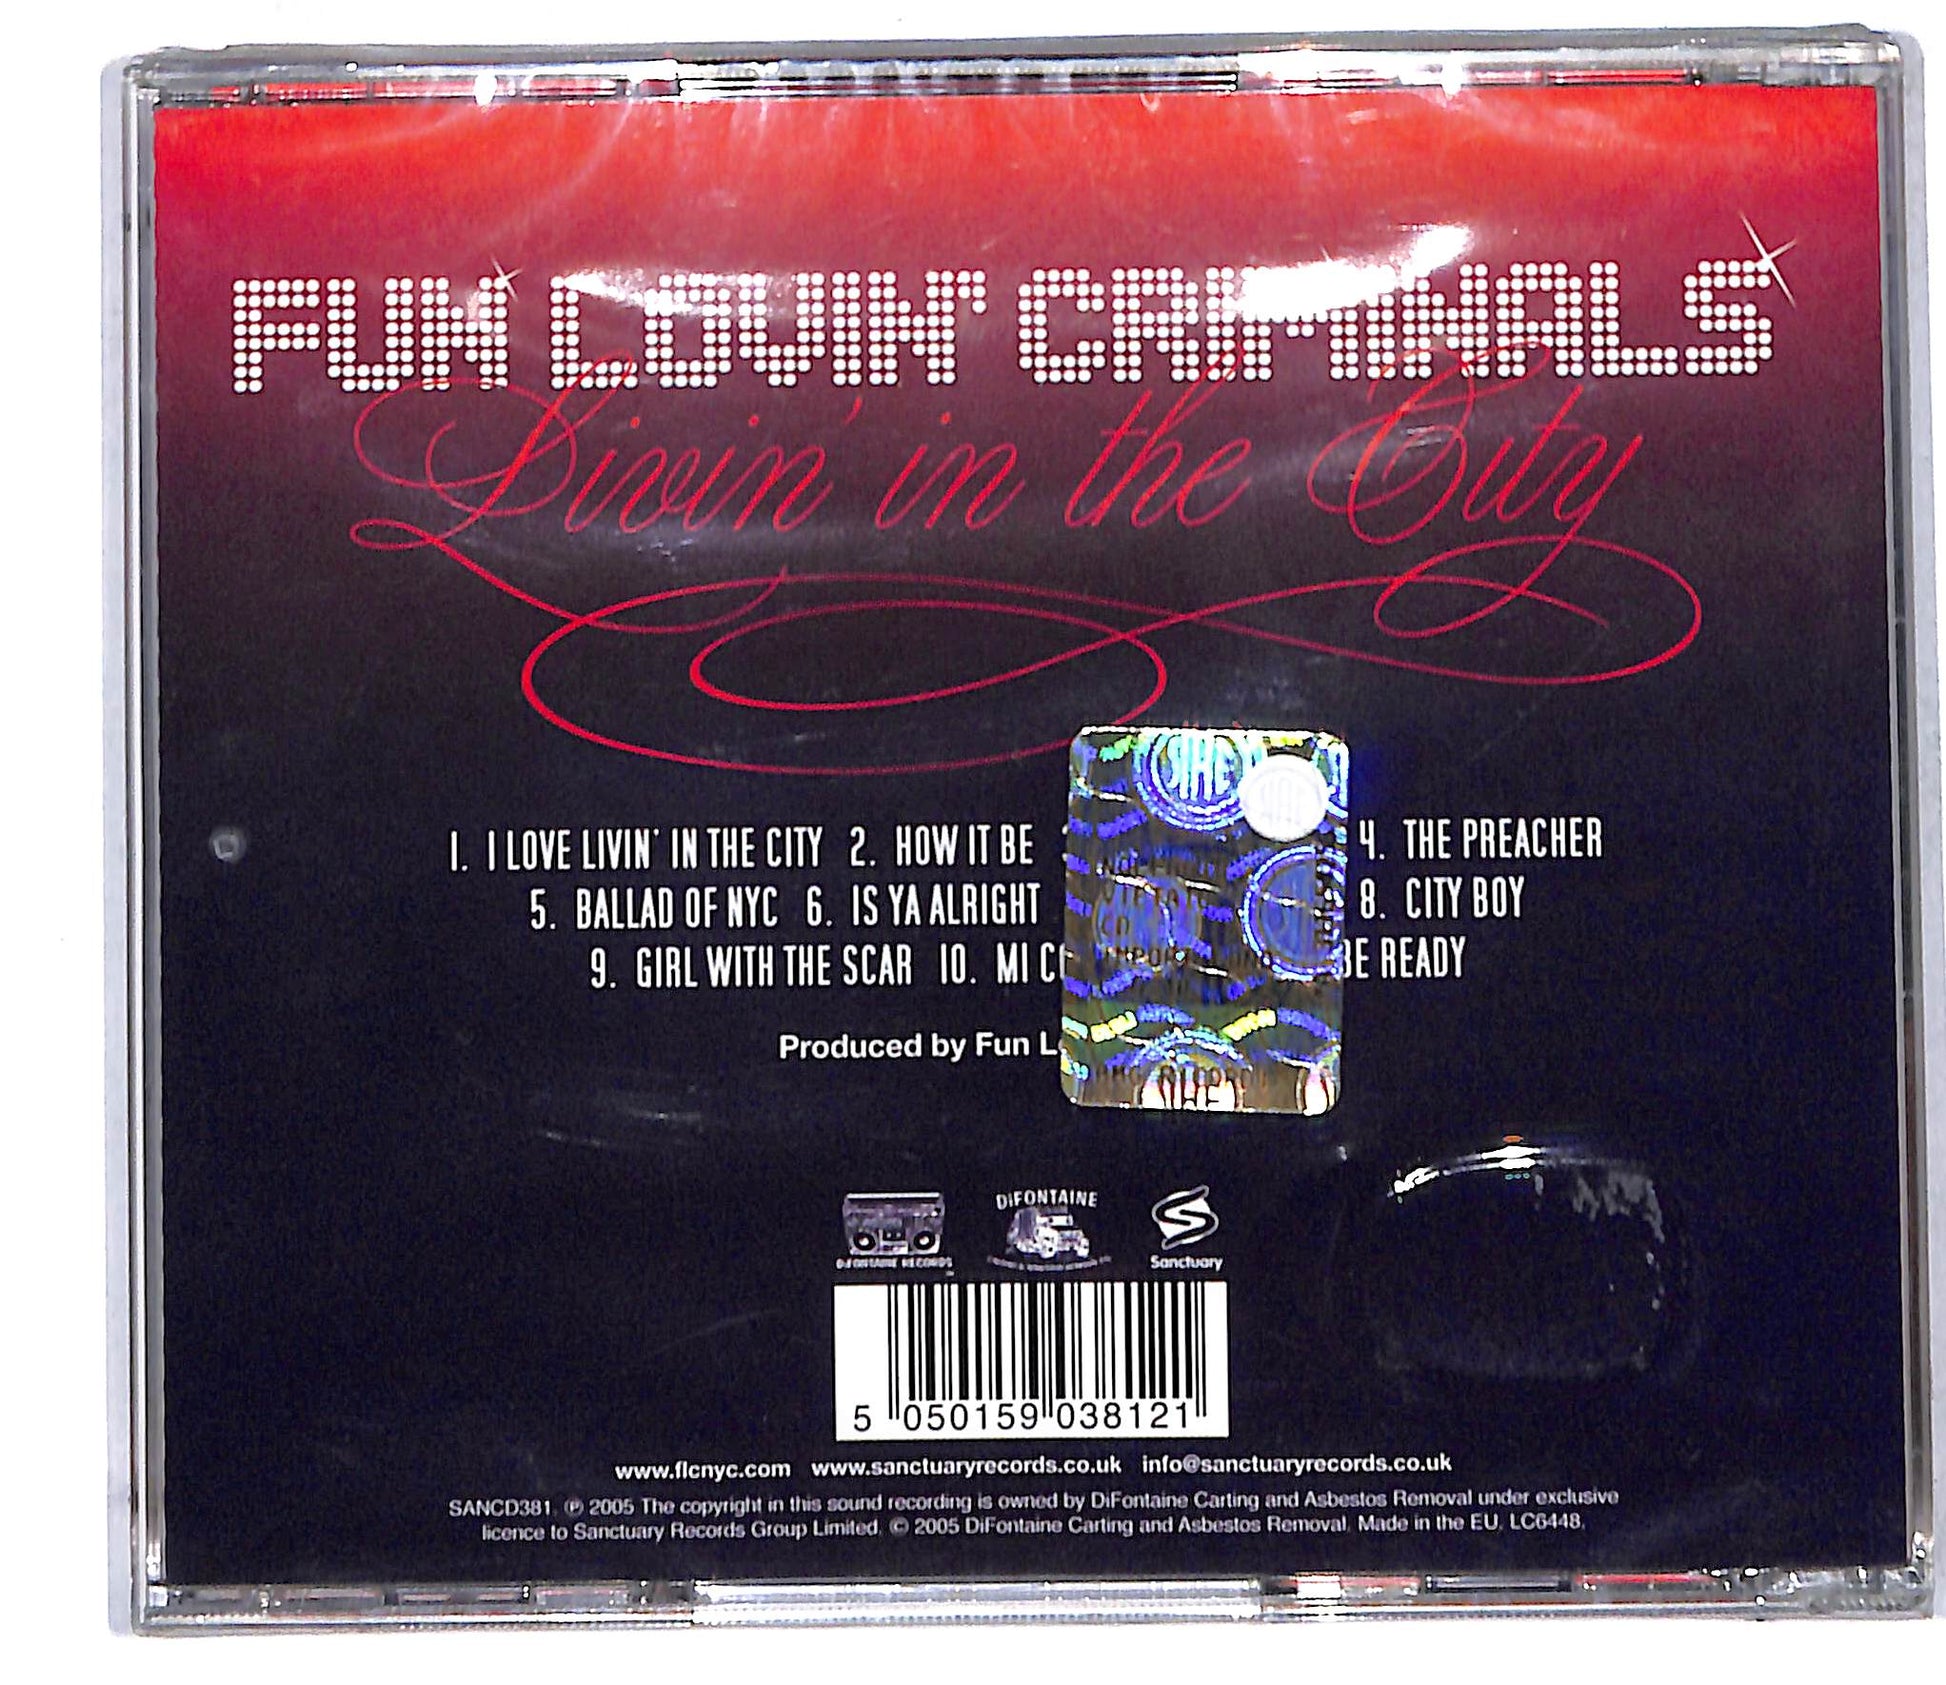 FUN LOVIN' CRIMINALS
Livin' in the City
1. I LOVE LIVIN' IN THE CITY 2. HOW IT BE 4. THE PREACHER
5. BALLAD OF NYC 6. IS YA ALRIGHT 8. CITY BOY
9. GIRL WITH THE SCAR 10. MI BE READY
Produced by Fun
DiFONTAINE
DiFONTAINE RECORDS
Sanctuary
5 050159 038121
www.flcnyc.com www.sanctuaryrecords.co.uk info@sanctuaryrecords.co.uk
SANCD381. ℗ 2005 The copyright in this sound recording is owned by DiFontaine Carting and Asbestos Removal under exclusive
licence to Sanctuary Records Group Limited. © 2005 DiFontaine Carting and Asbestos Removal. Made in the EU. LC6448.